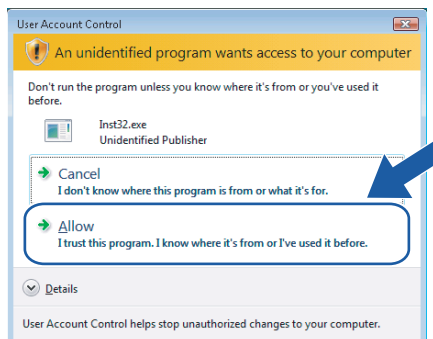 User Account Control
An unidentified program wants access to your computer
Don't run the program unless you know where it's from or you've used it
before.
Inst32.exe
Unidentified Publisher
Cancel
I don't know where this program is from or what it's for.
Allow
I trust this program. I know where it's from or I've used it before.
Details
User Account Control helps stop unauthorized changes to your computer.